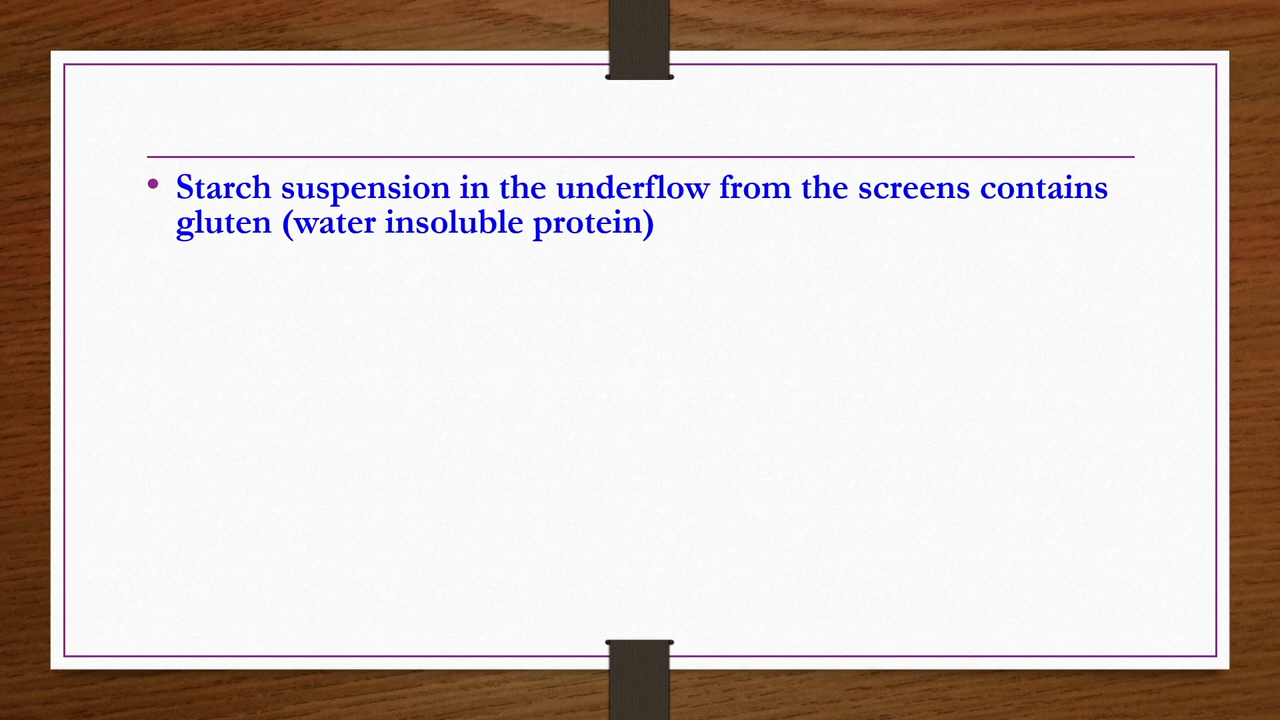 • Starch suspension in the underflow from the screens contains
gluten (water insoluble protein)